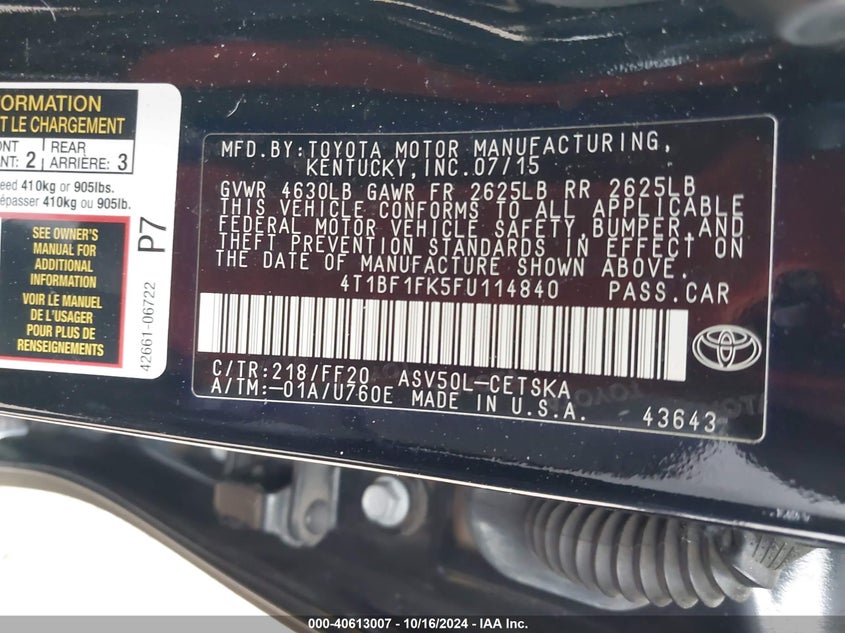 FORMATION
T LE CHARGEMENT
NT 2 REAR
NT: ARRIÈRE: 3
eed 410kg or 905lbs.
épasser 410kg ou 905lb.
SEE OWNER'S
MANUAL FOR
ADDITIONAL
INFORMATION
VOIR LE MANUEL
DE L'USAGER
POUR PLUS DE
RENSEIGNEMENTS
P7
42661-06722
MFD.BY:TOYOTA MOTOR MANUFACTURING,
KENTUCKY,INC.07/15
GVWR 4630LB GAWR FR 2625LB RR 2625LB
THIS VEHICLE CONFORMS TO ALL APPLICABLE
FEDERAL MOTOR VEHICLE SAFETY,BUMPER,AND
THEFT PREVENTION STANDARDS IN EFFECT ON
THE DATE OF MANUFACTURE SHOWN ABOVE.
4T1BF1FK5FU114840 PASS.CAR
C/TR:218/FF20 ASV50L-CETSKA
A/TM:-01A/U760E MADE IN U.S.A.
43643
000-40613007 - 10/16/2024 - IAA Inc.